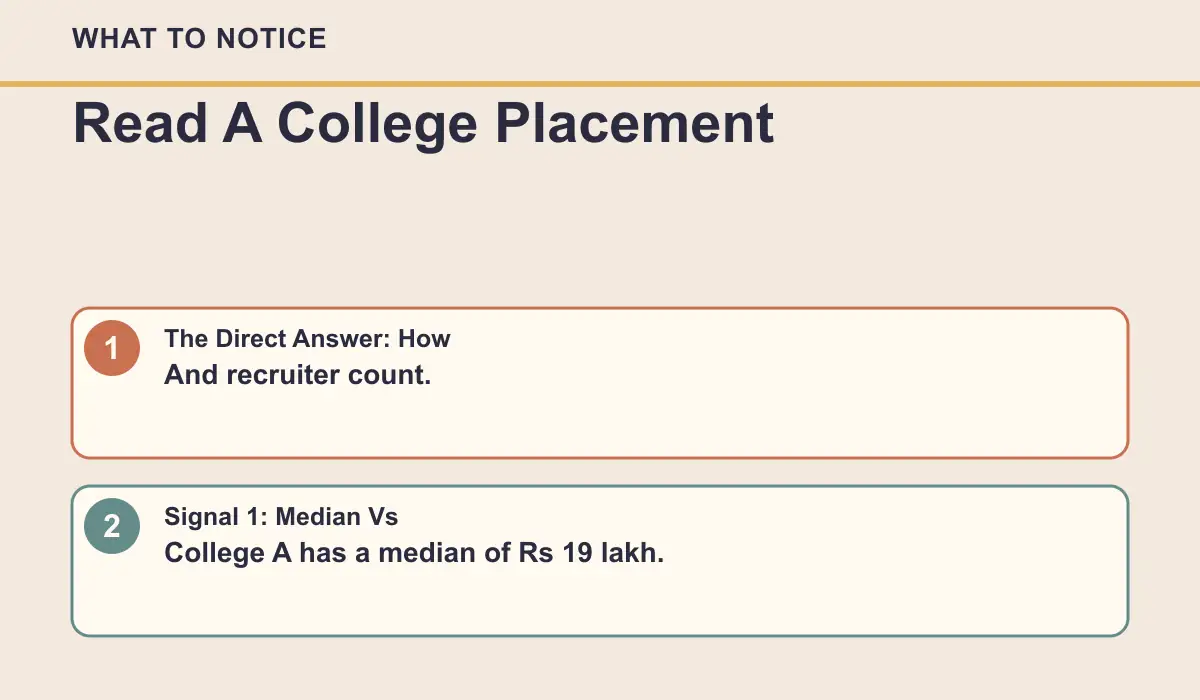 WHAT TO NOTICE
Read A College Placement
1
The Direct Answer: How
And recruiter count.
2
Signal 1: Median Vs
College A has a median of Rs 19 lakh.